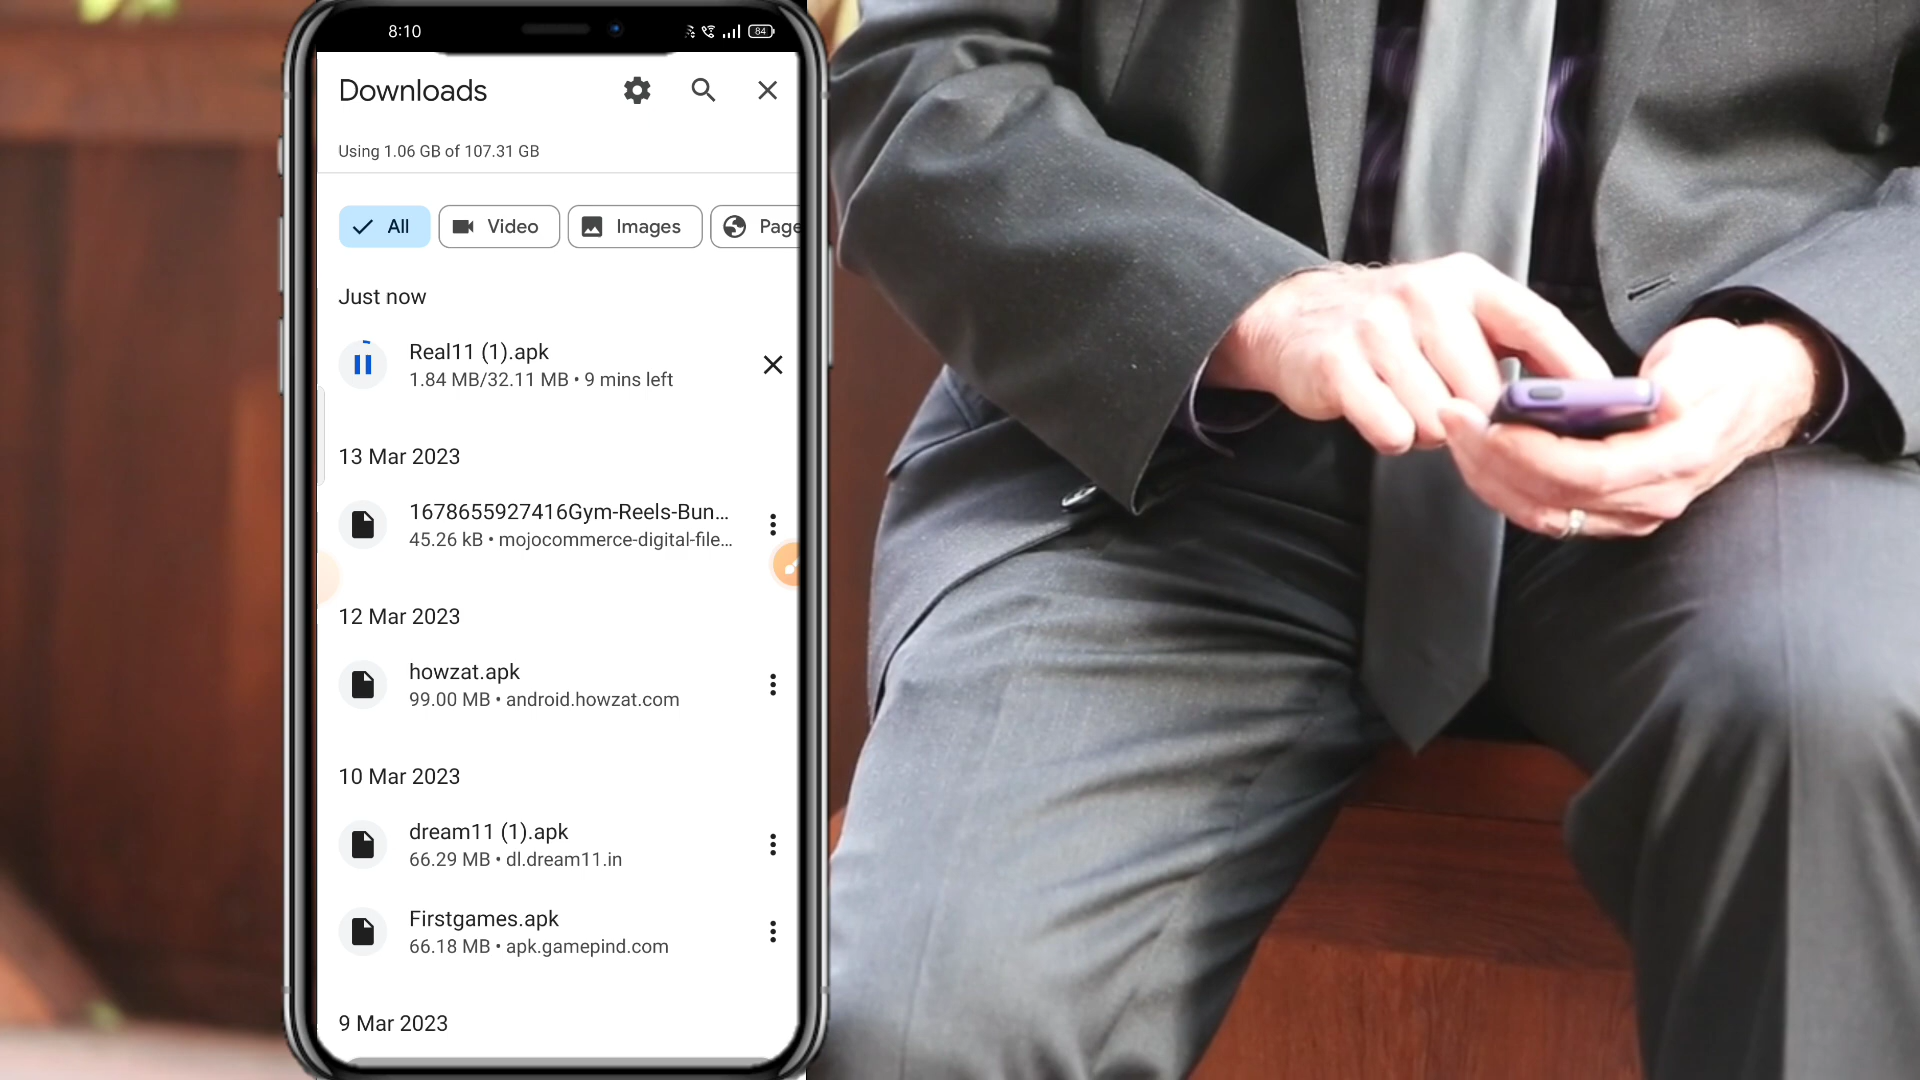 8:10
84
Downloads
Using 1.06 GB of 107.31 GB
All
Video
Images
Page
Just now
Real11 (1).apk
1.84 MB/32.11 MB • 9 mins left
13 Mar 2023
1678655927416Gym-Reels-Bun...
45.26 kB • mojocommerce-digital-file...
12 Mar 2023
howzat.apk
99.00 MB • android.howzat.com
10 Mar 2023
dream11 (1).apk
66.29 MB • dl.dream11.in
Firstgames.apk
66.18 MB • apk.gamepind.com
9 Mar 2023